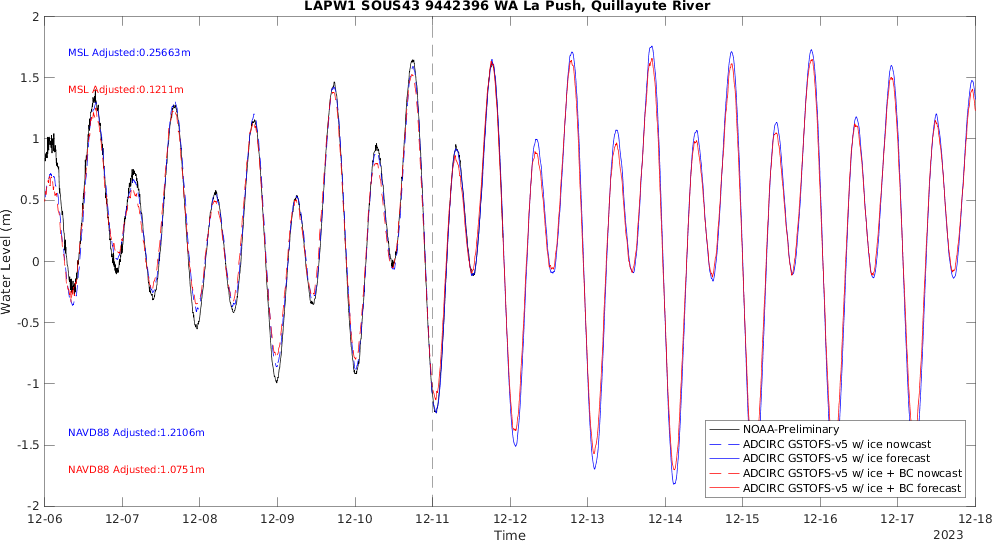 LAPW1 SOUS43 9442396 WA La Push, Quillayute River
2
1.5
1
0.5
0
-0.5
-1
-1.5
-2
Water Level (m)
MSL Adjusted:0.25663m
MSL Adjusted:0.1211m
NAVD88 Adjusted:1.2106m
NAVD88 Adjusted:1.0751m
NOAA-Preliminary
ADCIRC GSTOFS-v5 w/ ice nowcast
ADCIRC GSTOFS-v5 w/ ice forecast
ADCIRC GSTOFS-v5 w/ ice + BC nowcast
ADCIRC GSTOFS-v5 w/ ice + BC forecast
12-06 12-07 12-08 12-09 12-10 12-11 12-12 12-13 12-14 12-15 12-16 12-17 12-18
Time
2023